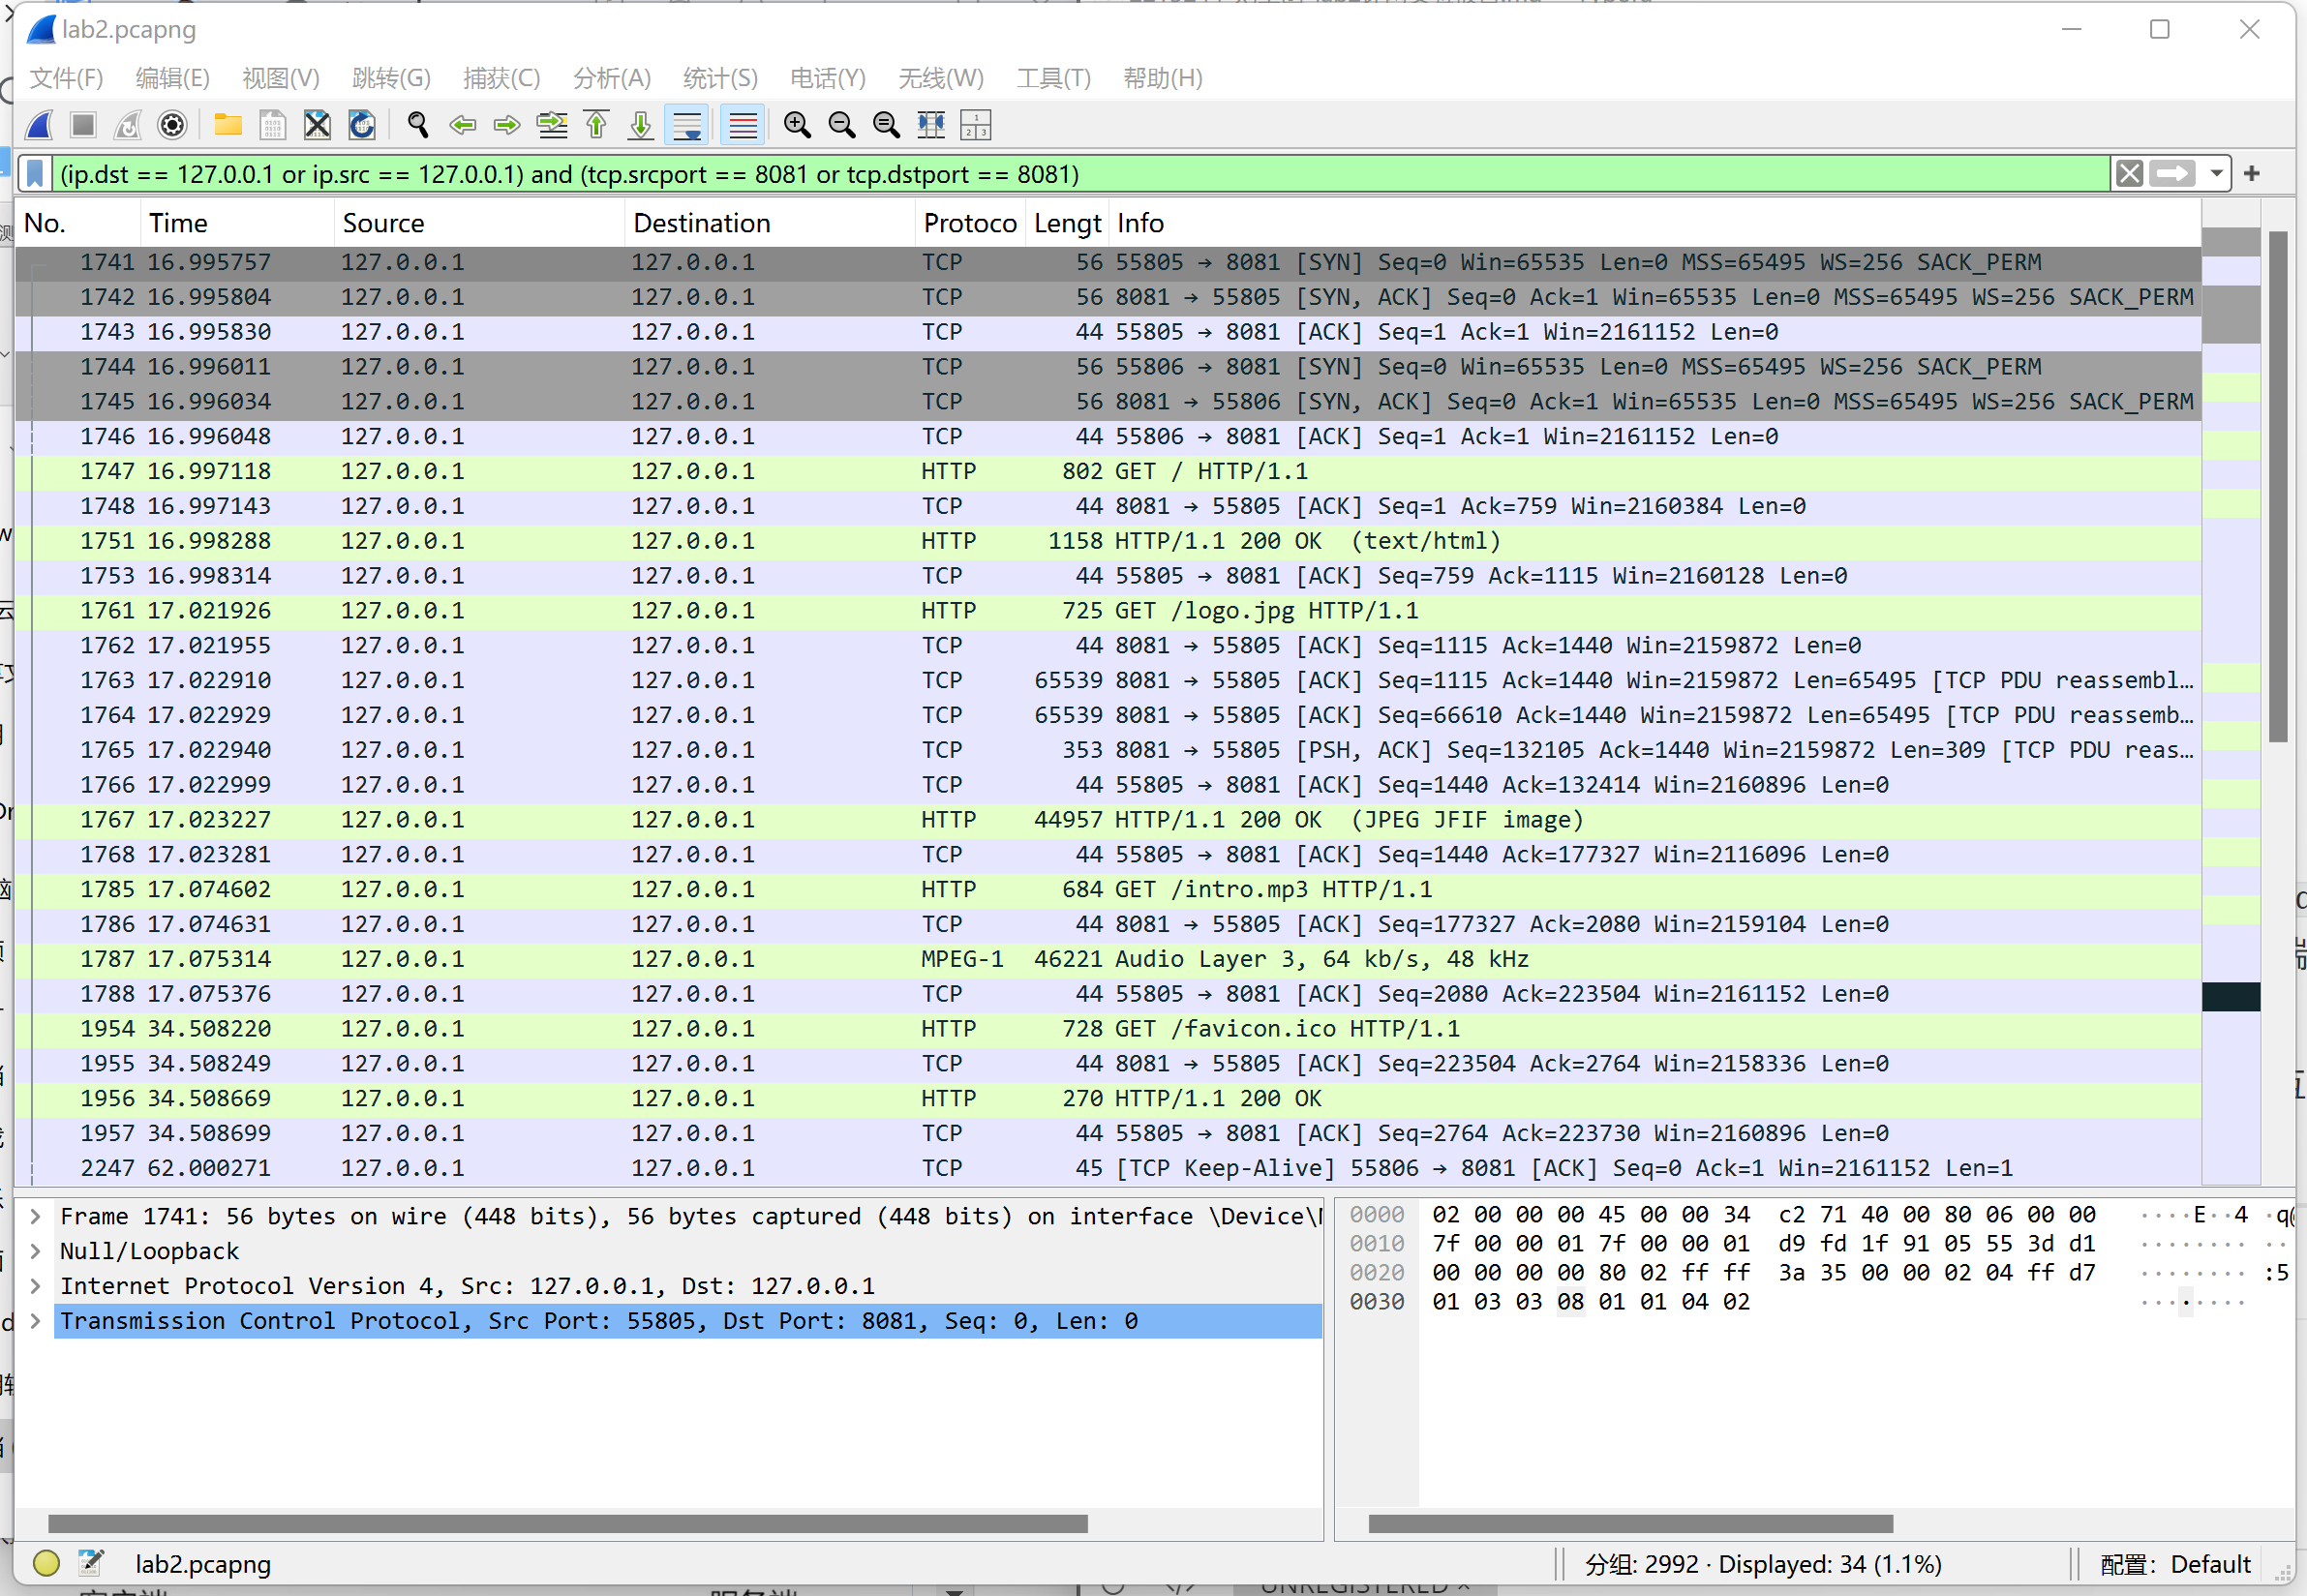 lab2.pcapng
文件(F) 编辑(E) 视图(V) 跳转(G) 捕获(C) 分析(A) 统计(S) 电话(Y) 无线(W) 工具(T) 帮助(H)
(ip.dst == 127.0.0.1 or ip.src == 127.0.0.1) and (tcp.srcport == 8081 or tcp.dstport == 8081)
No. Time Source Destination Protoco Lengt Info
1741 16.995757 127.0.0.1 127.0.0.1 TCP 56 55805 → 8081 [SYN] Seq=0 Win=65535 Len=0 MSS=65495 WS=256 SACK_PERM
1742 16.995804 127.0.0.1 127.0.0.1 TCP 56 8081 → 55805 [SYN, ACK] Seq=0 Ack=1 Win=65535 Len=0 MSS=65495 WS=256 SACK_PERM
1743 16.995830 127.0.0.1 127.0.0.1 TCP 44 55805 → 8081 [ACK] Seq=1 Ack=1 Win=2161152 Len=0
1744 16.996011 127.0.0.1 127.0.0.1 TCP 56 55806 → 8081 [SYN] Seq=0 Win=65535 Len=0 MSS=65495 WS=256 SACK_PERM
1745 16.996034 127.0.0.1 127.0.0.1 TCP 56 8081 → 55806 [SYN, ACK] Seq=0 Ack=1 Win=65535 Len=0 MSS=65495 WS=256 SACK_PERM
1746 16.996048 127.0.0.1 127.0.0.1 TCP 44 55806 → 8081 [ACK] Seq=1 Ack=1 Win=2161152 Len=0
1747 16.997118 127.0.0.1 127.0.0.1 HTTP 802 GET / HTTP/1.1
1748 16.997143 127.0.0.1 127.0.0.1 TCP 44 8081 → 55805 [ACK] Seq=1 Ack=759 Win=2160384 Len=0
1751 16.998288 127.0.0.1 127.0.0.1 HTTP 1158 HTTP/1.1 200 OK (text/html)
1753 16.998314 127.0.0.1 127.0.0.1 TCP 44 55805 → 8081 [ACK] Seq=759 Ack=1115 Win=2160128 Len=0
1761 17.021926 127.0.0.1 127.0.0.1 HTTP 725 GET /logo.jpg HTTP/1.1
1762 17.021955 127.0.0.1 127.0.0.1 TCP 44 8081 → 55805 [ACK] Seq=1115 Ack=1440 Win=2159872 Len=0
1763 17.022910 127.0.0.1 127.0.0.1 TCP 65539 8081 → 55805 [ACK] Seq=1115 Ack=1440 Win=2159872 Len=65495 [TCP PDU reassembl…
1764 17.022929 127.0.0.1 127.0.0.1 TCP 65539 8081 → 55805 [ACK] Seq=66610 Ack=1440 Win=2159872 Len=65495 [TCP PDU reassemb…
1765 17.022940 127.0.0.1 127.0.0.1 TCP 353 8081 → 55805 [PSH, ACK] Seq=132105 Ack=1440 Win=2159872 Len=309 [TCP PDU reas…
1766 17.022999 127.0.0.1 127.0.0.1 TCP 44 55805 → 8081 [ACK] Seq=1440 Ack=132414 Win=2160896 Len=0
1767 17.023227 127.0.0.1 127.0.0.1 HTTP 44957 HTTP/1.1 200 OK (JPEG JFIF image)
1768 17.023281 127.0.0.1 127.0.0.1 TCP 44 55805 → 8081 [ACK] Seq=1440 Ack=177327 Win=2116096 Len=0
1785 17.074602 127.0.0.1 127.0.0.1 HTTP 684 GET /intro.mp3 HTTP/1.1
1786 17.074631 127.0.0.1 127.0.0.1 TCP 44 8081 → 55805 [ACK] Seq=177327 Ack=2080 Win=2159104 Len=0
1787 17.075314 127.0.0.1 127.0.0.1 MPEG-1 46221 Audio Layer 3, 64 kb/s, 48 kHz
1788 17.075376 127.0.0.1 127.0.0.1 TCP 44 55805 → 8081 [ACK] Seq=2080 Ack=223504 Win=2161152 Len=0
1954 34.508220 127.0.0.1 127.0.0.1 HTTP 728 GET /favicon.ico HTTP/1.1
1955 34.508249 127.0.0.1 127.0.0.1 TCP 44 8081 → 55805 [ACK] Seq=223504 Ack=2764 Win=2158336 Len=0
1956 34.508669 127.0.0.1 127.0.0.1 HTTP 270 HTTP/1.1 200 OK
1957 34.508699 127.0.0.1 127.0.0.1 TCP 44 55805 → 8081 [ACK] Seq=2764 Ack=223730 Win=2160896 Len=0
2247 62.000271 127.0.0.1 127.0.0.1 TCP 45 [TCP Keep-Alive] 55806 → 8081 [ACK] Seq=0 Ack=1 Win=2161152 Len=1
Frame 1741: 56 bytes on wire (448 bits), 56 bytes captured (448 bits) on interface \Device\
Null/Loopback
Internet Protocol Version 4, Src: 127.0.0.1, Dst: 127.0.0.1
Transmission Control Protocol, Src Port: 55805, Dst Port: 8081, Seq: 0, Len: 0
0000 02 00 00 00 45 00 00 34 c2 71 40 00 80 06 00 00 ····E··4 ·q
0010 7f 00 00 01 7f 00 00 01 d9 fd 1f 91 05 55 3d d1 ········ ··
0020 00 00 00 00 80 02 ff ff 3a 35 00 00 02 04 ff d7 ········ :5
0030 01 03 03 08 01 01 04 02 ········
lab2.pcapng
分组: 2992 · Displayed: 34 (1.1%)
配置: Default